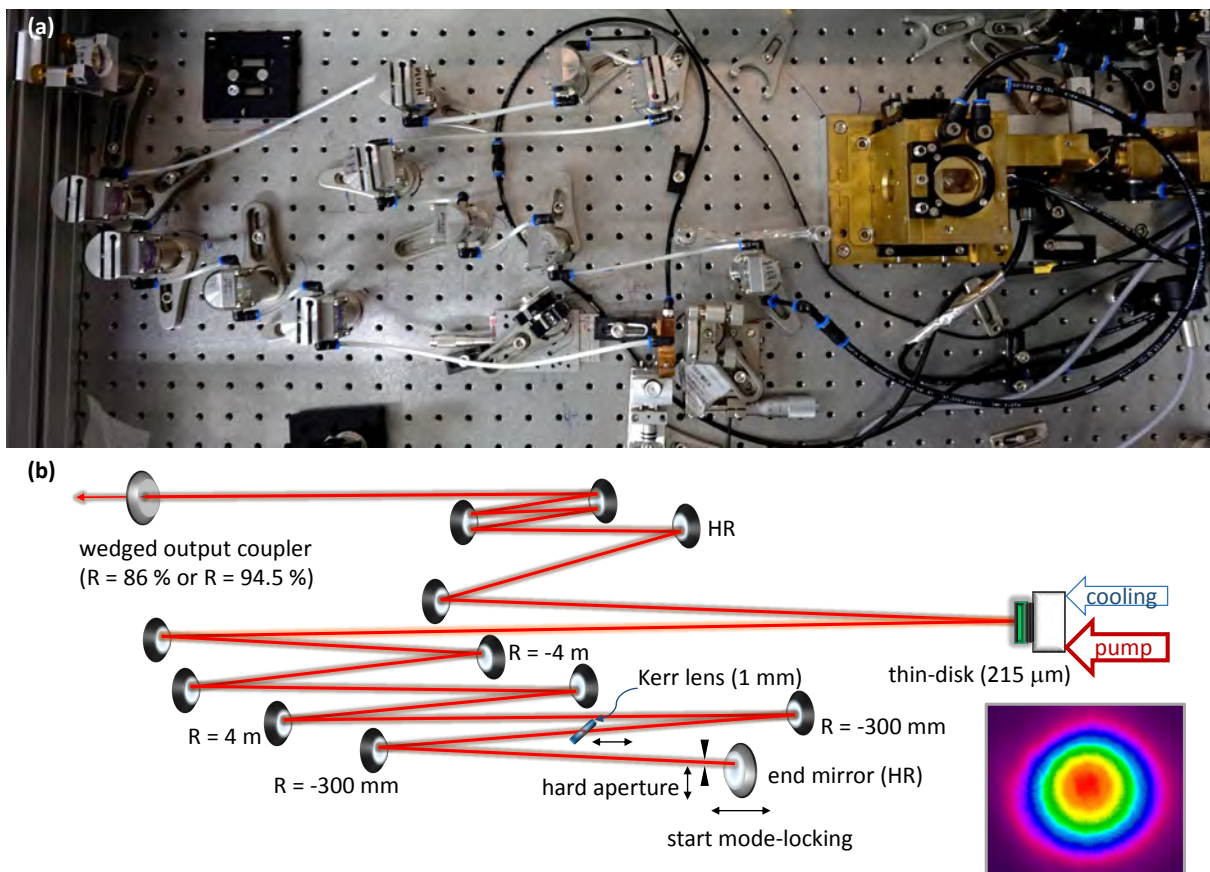 (a)
(b)
wedged output coupler
(R = 86 % or R = 94.5 %)
HR
cooling
pump
thin-disk (215 μm)
R = -4 m
Kerr lens (1 mm)
R = 4 m
R = -300 mm
R = -300 mm
hard aperture
end mirror (HR)
start mode-locking